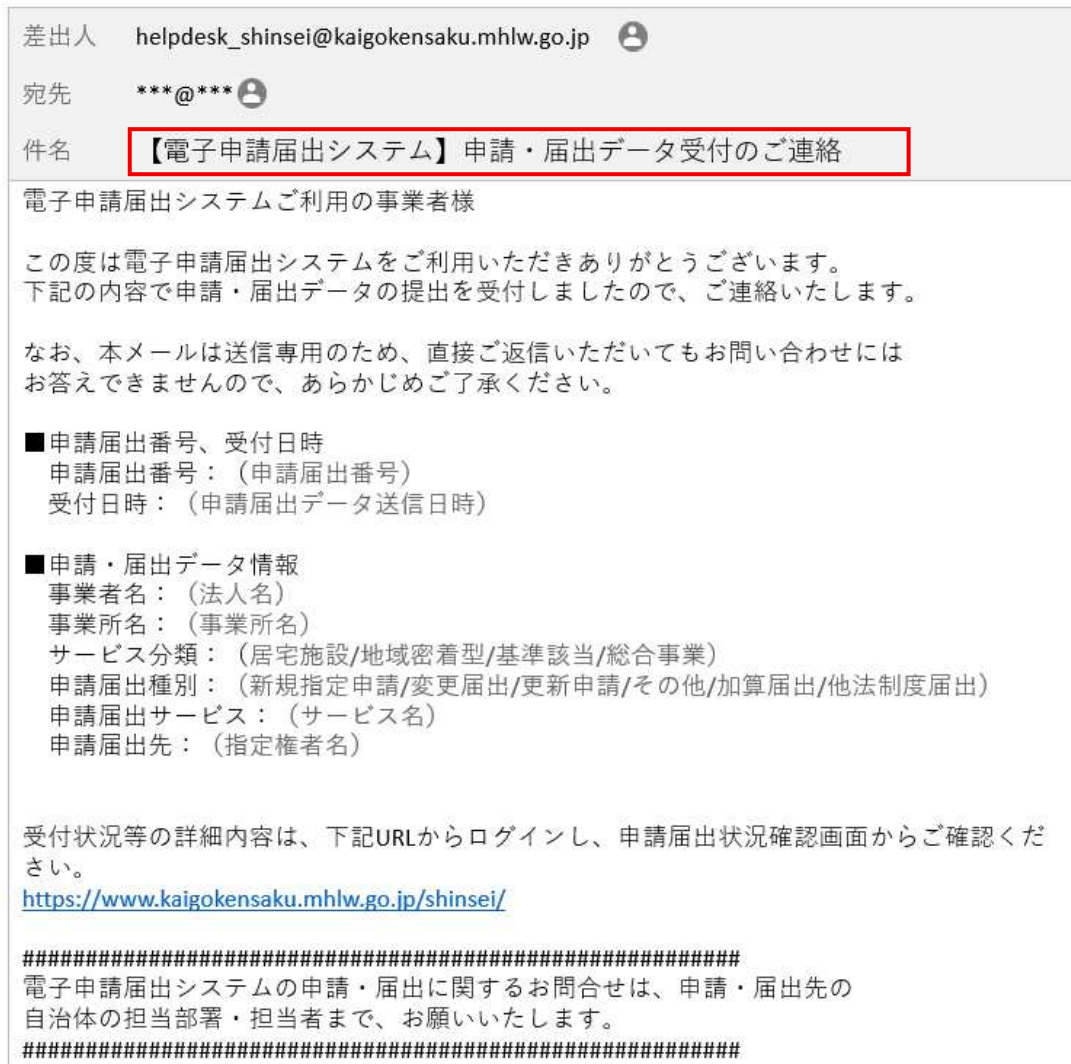 差出人 helpdesk_shinsei@kaigokensaku.mhlw.go.jp
宛先 ***@***
件名 【電子申請届出システム】申請・届出データ受付のご連絡
電子申請届出システムご利用の事業者様
この度は電子申請届出システムをご利用いただきありがとうございます。
下記の内容で申請・届出データの提出を受付しましたので、ご連絡いたします。
なお、本メールは送信専用のため、直接ご返信いただいてもお問い合わせには
お答えできませんので、あらかじめご了承ください。
■申請届出番号、受付日時
申請届出番号：（申請届出番号）
受付日時：（申請届出データ送信日時）
■申請・届出データ情報
事業者名：（法人名）
事業所名：（事業所名）
サービス分類：（居宅施設/地域密着型/基準該当/総合事業）
申請届出種別：（新規指定申請/変更届出/更新申請/その他/加算届出/他法制度届出）
申請届出サービス：（サービス名）
申請届出先：（指定権者名）
受付状況等の詳細内容は、下記URLからログインし、申請届出状況確認画面からご確認くだ
さい。
https://www.kaigokensaku.mhlw.go.jp/shinsei/
##########################################################
電子申請届出システムの申請・届出に関するお問合せは、申請・届出先の
自治体の担当部署・担当者まで、お願いいたします。
##########################################################